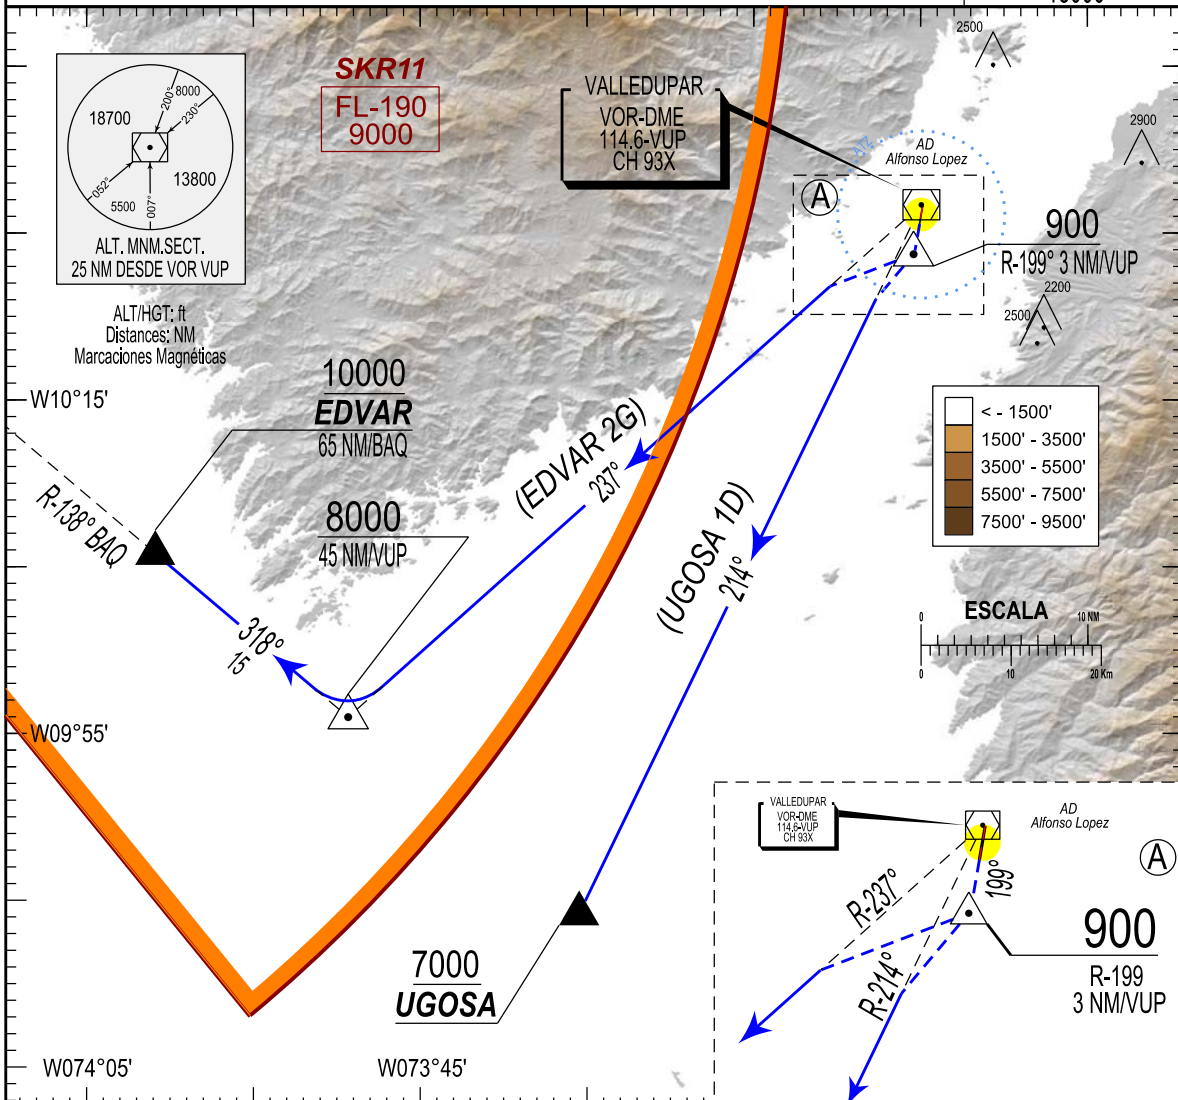 2500
SKR11
FL-190
9000
8000
200°
230°
18700
13800
052°
5500
007°
ALT. MNM.SECT.
25 NM DESDE VOR VUP
ALT/HGT: ft
Distances: NM
Marcaciones Magnéticas
VALLEDUPAR
VOR-DME
114.6-VUP
CH 93X
ATZ
AD
Alfonso Lopez
2900
A
900
R-199° 3 NM/VUP
2200
2500
W10°15'
10000
EDVAR
65 NM/BAQ
(EDVAR 2G)
237°
< - 1500'
1500' - 3500'
3500' - 5500'
5500' - 7500'
7500' - 9500'
R-138° BAQ
8000
45 NM/VUP
(UGOSA 1D)
214°
ESCALA
0
10 NM
0
10
20 Km
318°
15
W09°55'
VALLEDUPAR
VOR-DME
114.6-VUP
CH 93X
AD
Alfonso Lopez
A
R-237°
199°
R-214°
900
R-199
3 NM/VUP
7000
UGOSA
W074°05'
W073°45'